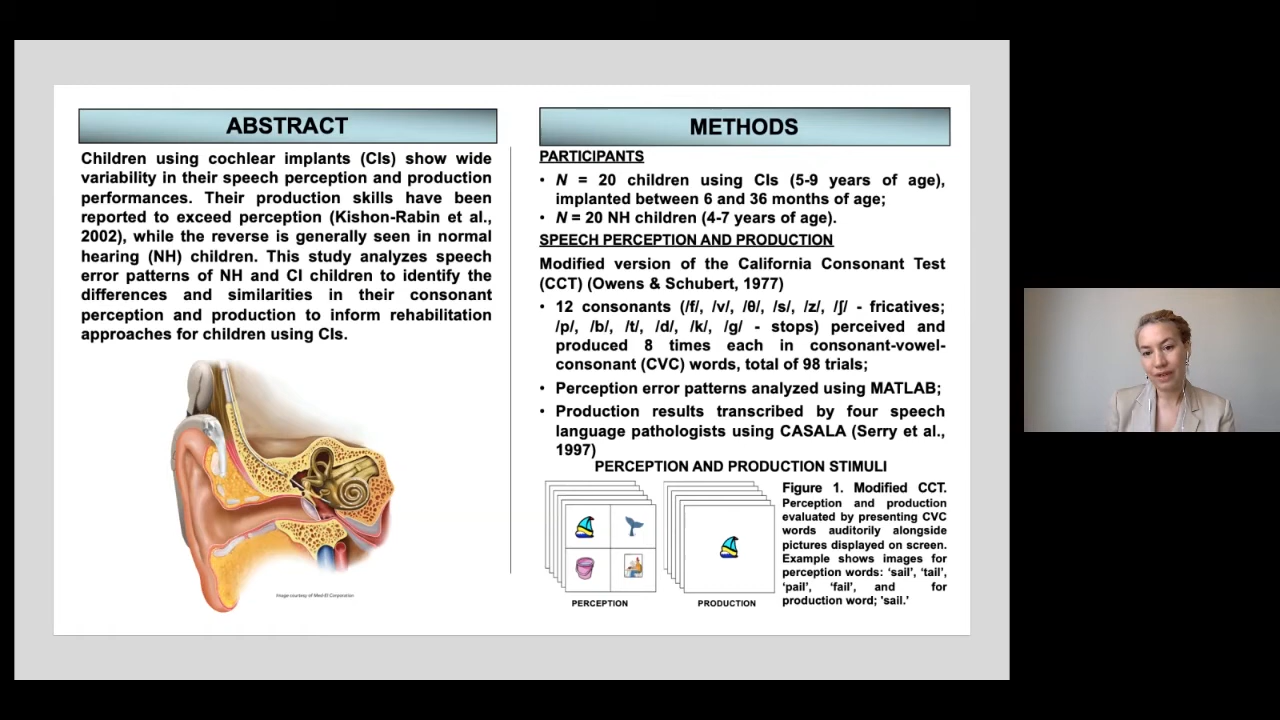 ABSTRACT
Children using cochlear implants (CIs) show wide
variability in their speech perception and production
performances. Their production skills have been
reported to exceed perception (Kishon-Rabin et al.,
2002), while the reverse is generally seen in normal
hearing (NH) children. This study analyzes speech
error patterns of NH and CI children to identify the
differences and similarities in their consonant
perception and production to inform rehabilitation
approaches for children using CIs.
Image courtesy of Med-El Corporation
METHODS
PARTICIPANTS
• N = 20 children using CIs (5-9 years of age),
implanted between 6 and 36 months of age;
• N = 20 NH children (4-7 years of age).
SPEECH PERCEPTION AND PRODUCTION
Modified version of the California Consonant Test
(CCT) (Owens & Schubert, 1977)
• 12 consonants (/f/, /v/, /θ/, /s/, /z/, /ʃ/ - fricatives;
/p/, /b/, /t/, /d/, /k/, /g/ - stops) perceived and
produced 8 times each in consonant-vowel-
consonant (CVC) words, total of 98 trials;
• Perception error patterns analyzed using MATLAB;
• Production results transcribed by four speech
language pathologists using CASALA (Serry et al.,
1997)
PERCEPTION AND PRODUCTION STIMULI
PERCEPTION
PRODUCTION
Figure 1. Modified CCT.
Perception and production
evaluated by presenting CVC
words auditorily alongside
pictures displayed on screen.
Example shows images for
perception words: ‘sail’, ‘tail’,
‘pail’, ‘fail’, and for
production word; 'sail.’